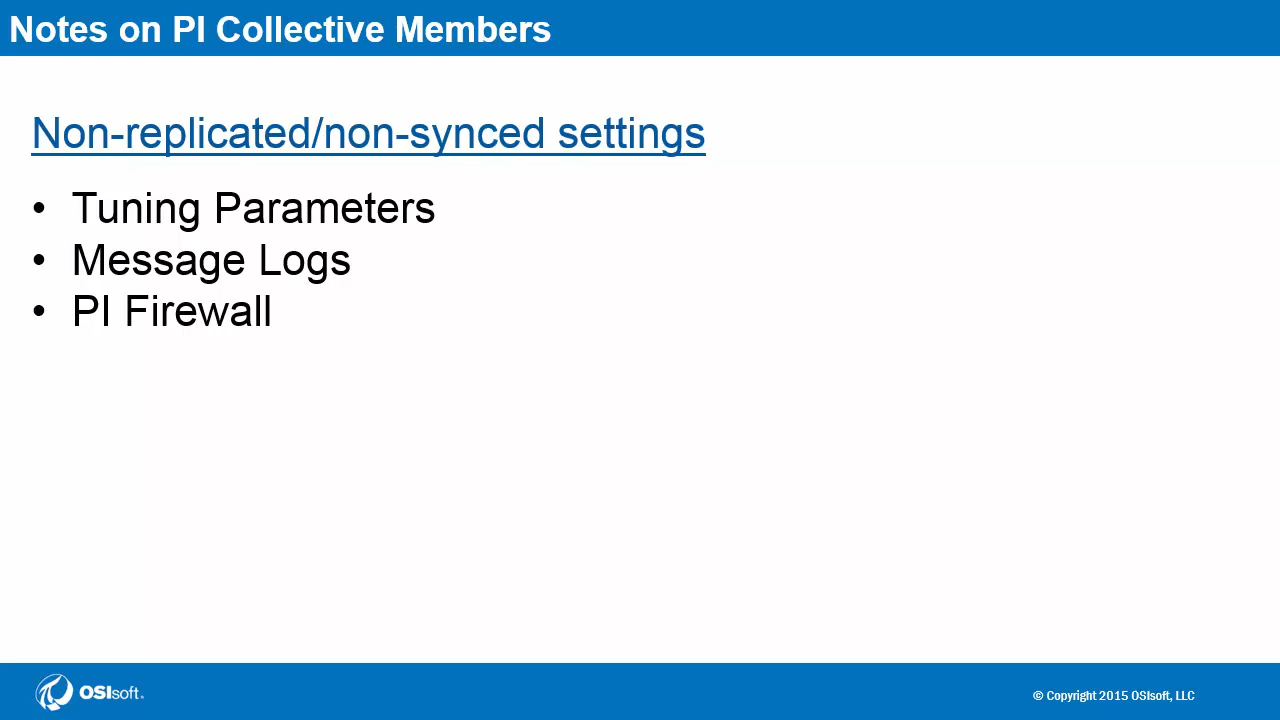 Notes on PI Collective Members
Non-replicated/non-synced settings
• Tuning Parameters
• Message Logs
• PI Firewall
OSIsoft®
© Copyright 2015 OSIsoft, LLC